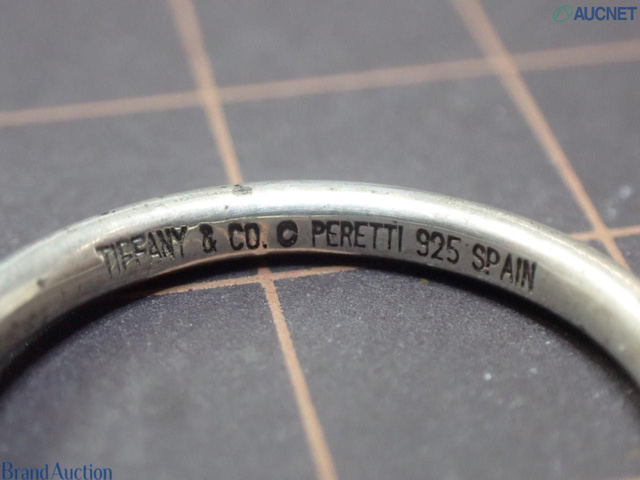 AUCNET
TIFFANY & CO. © PERETTI 925 SPAIN
BrandAuction